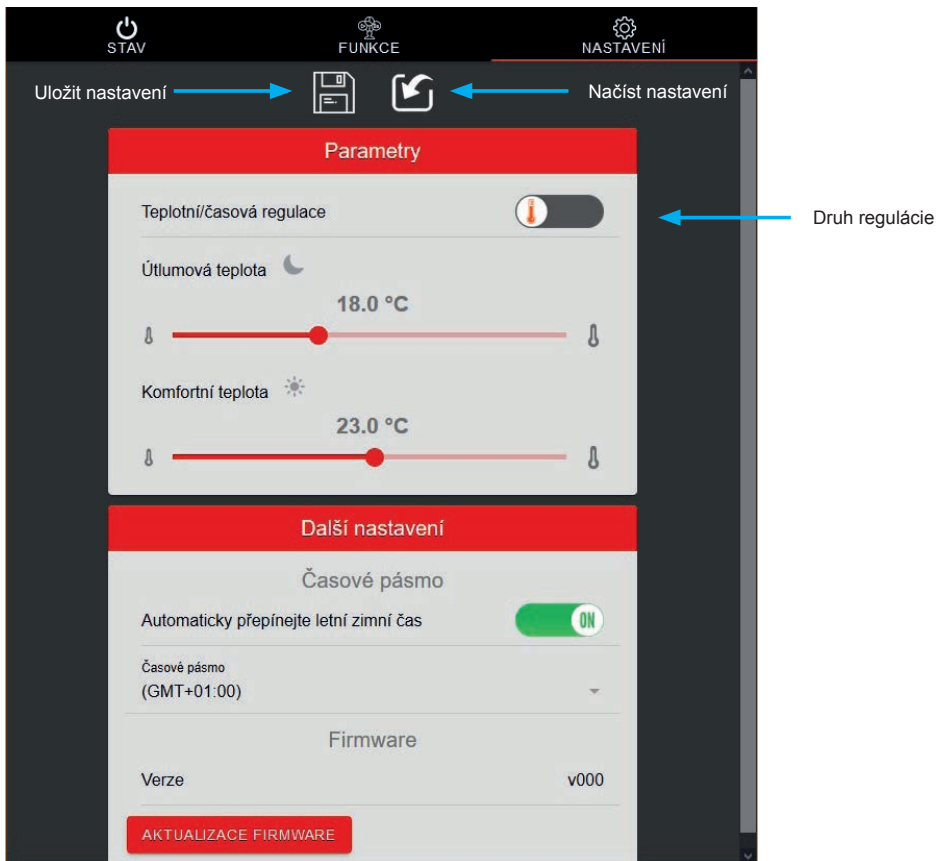 STAV
FUNKCE
NASTAVENÍ
Uložit nastavení
Načíst nastavení
Parametry
Teplotní/časová regulace
Druh regulácie
Útlumová teplota
18.0 °C
Komfortní teplota
23.0 °C
Další nastavení
Časové pásmo
Automaticky přepínejte letní zimní čas
ON
Časové pásmo
(GMT+01:00)
Firmware
Verze v000
AKTUALIZACE FIRMWARE